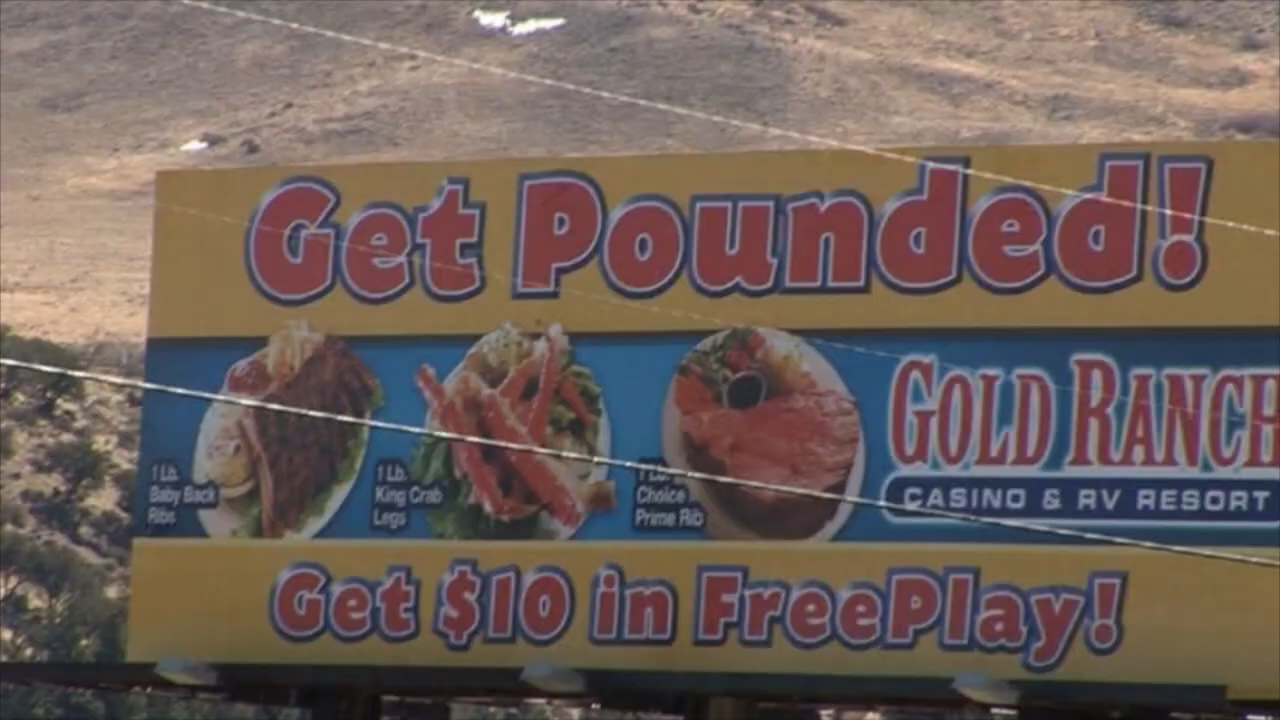 Get Pounded!
1 Lb.
Baby Back
Ribs
1 Lb.
King Crab
Legs
1 Lb.
Choice
Prime Rib
GOLD RANCH
CASINO & RV RESORT
Get $10 in FreePlay!